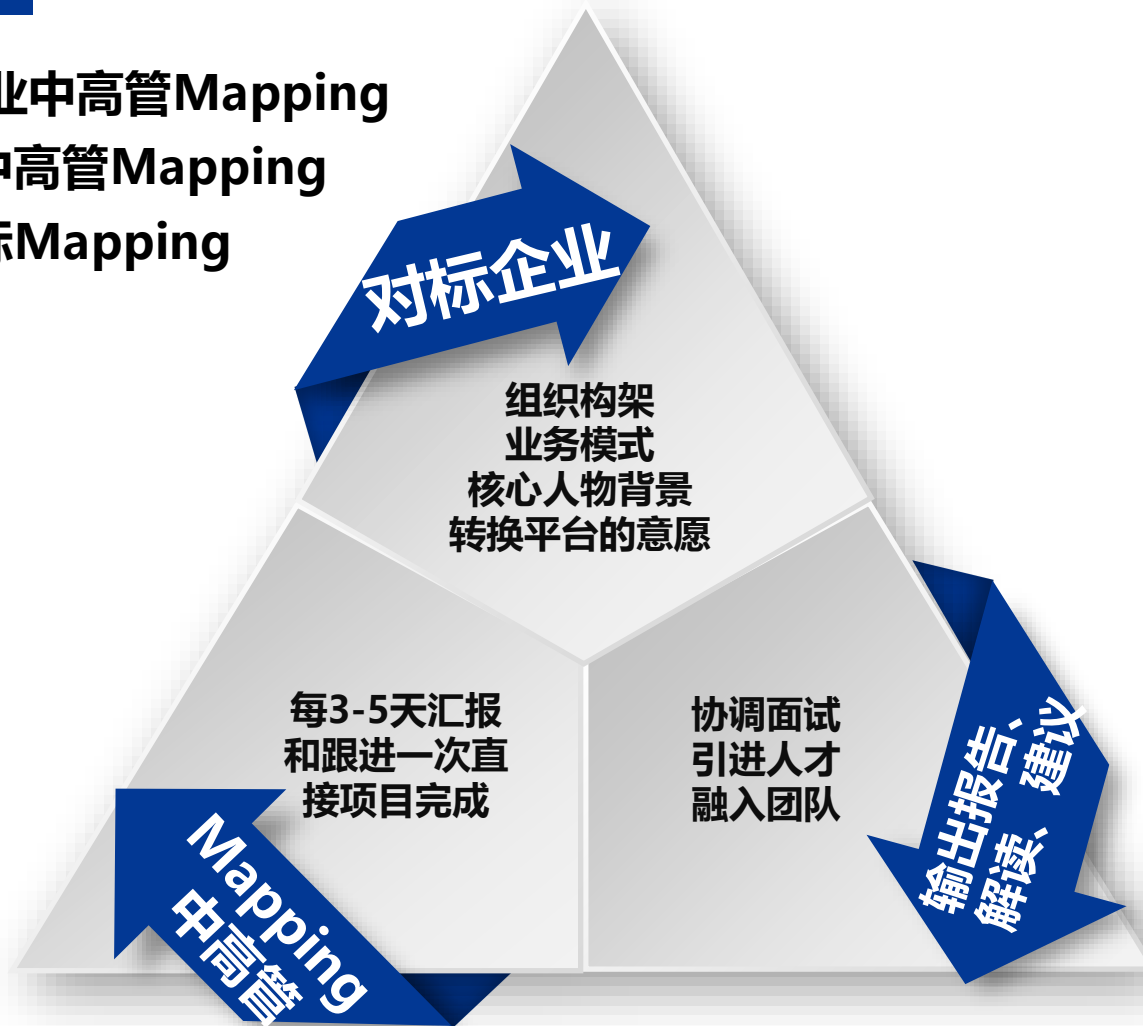 业中高管Mapping
中高管Mapping
标Mapping
对标企业
组织构架
业务模式
核心人物背景
转换平台的意愿
每3-5天汇报
和跟进一次直
接项目完成
协调面试
引进人才
融入团队
输出报告、
解读、建议
Mapping
中高管